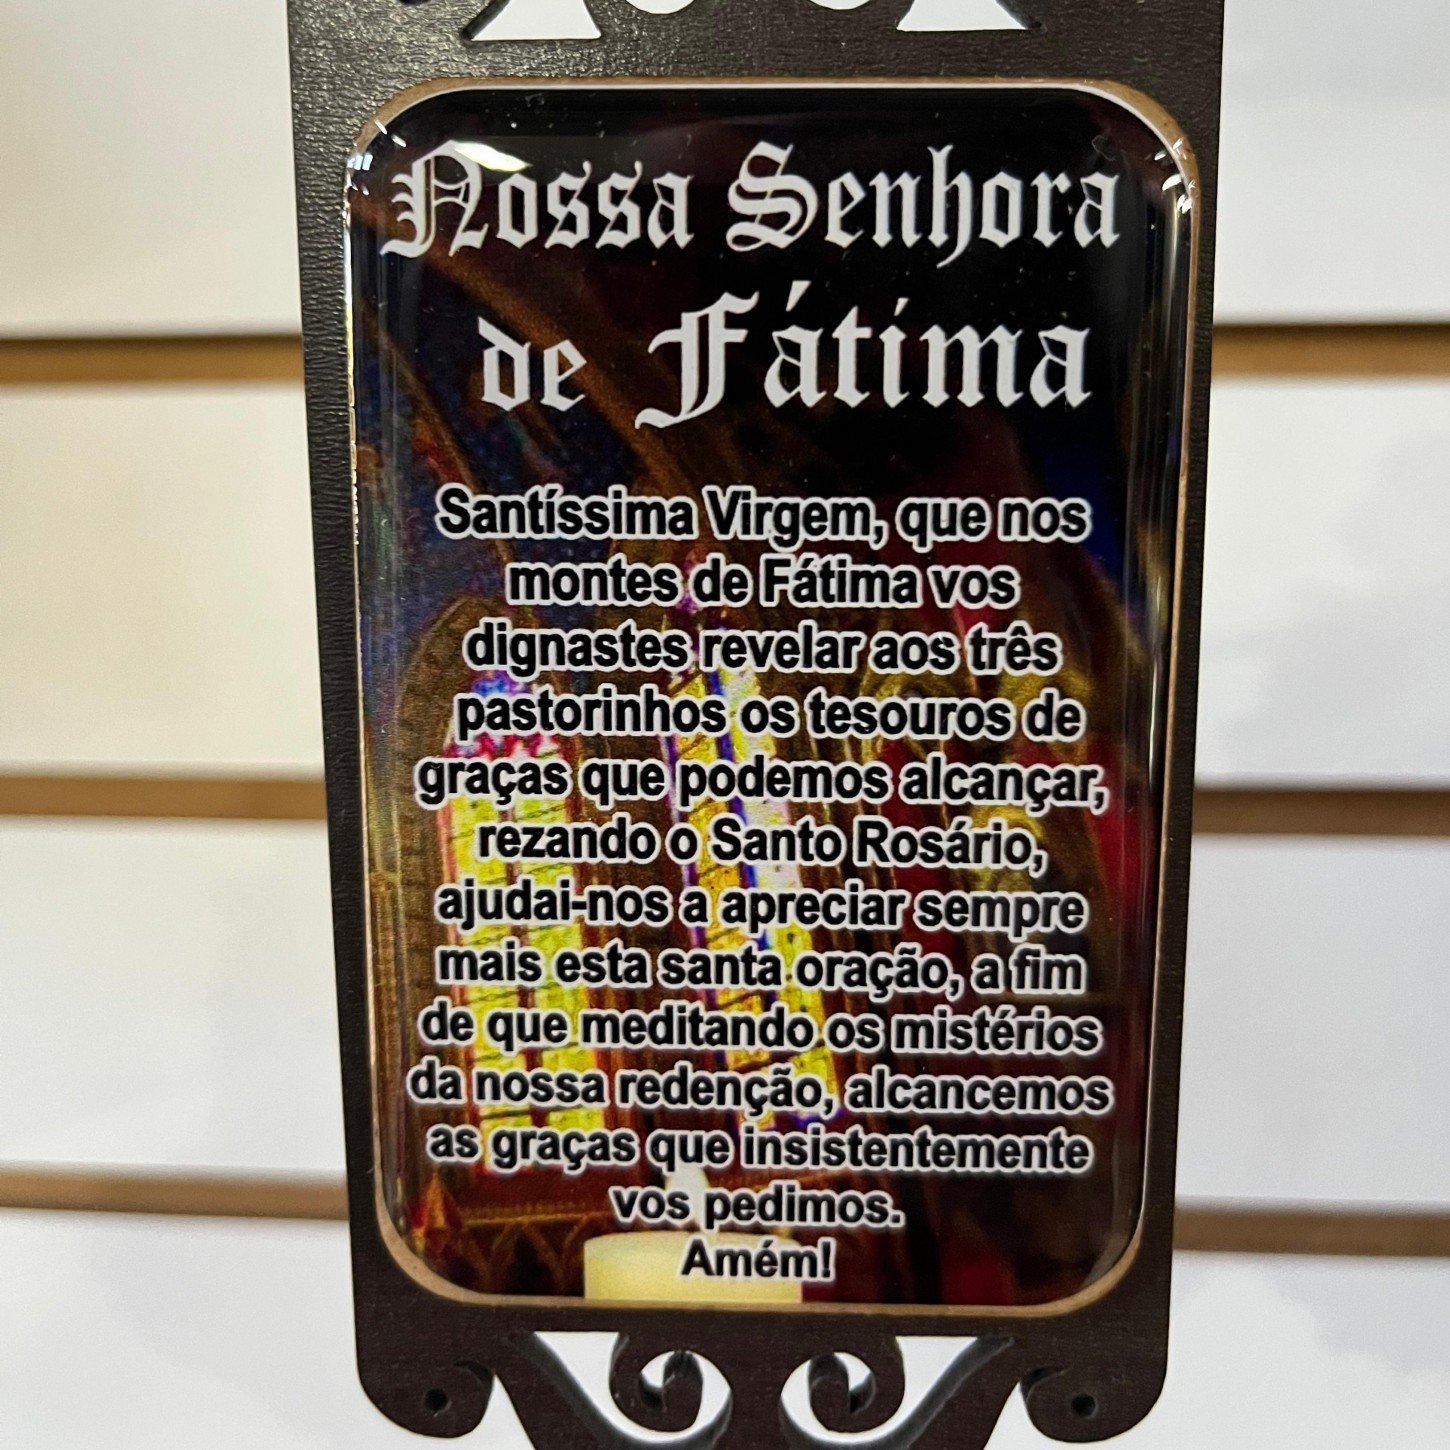 Nossa Senhora
de Fátima
Santíssima Virgem, que nos
montes de Fátima vos
dignastes revelar aos três
pastorinhos os tesouros de
graças que podemos alcançar,
rezando o Santo Rosário,
ajudai-nos a apreciar sempre
mais esta santa oração, a fim
de que meditando os mistérios
da nossa redenção, alcancemos
as graças que insistentemente
vos pedimos.
Amém!